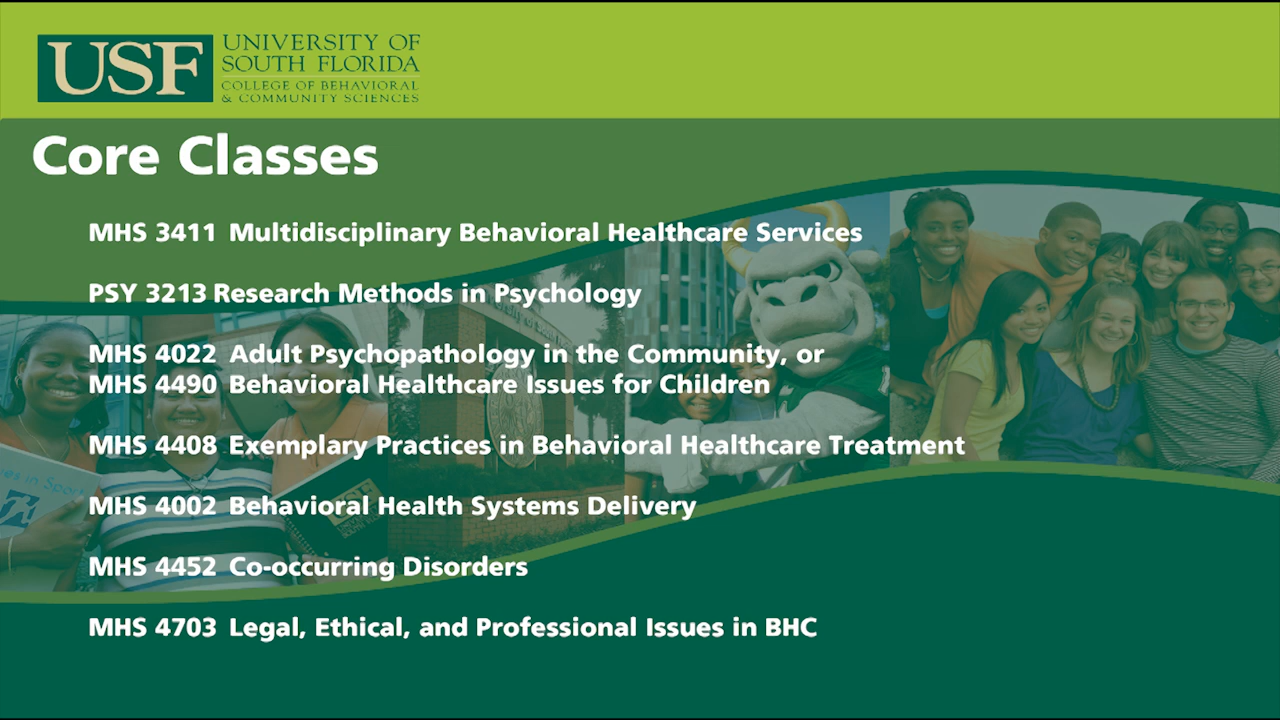 USF
UNIVERSITY OF
SOUTH FLORIDA
COLLEGE OF BEHAVIORAL
& COMMUNITY SCIENCES
Core Classes
MHS 3411 Multidisciplinary Behavioral Healthcare Services
PSY 3213 Research Methods in Psychology
MHS 4022 Adult Psychopathology in the Community, or
MHS 4490 Behavioral Healthcare Issues for Children
MHS 4408 Exemplary Practices in Behavioral Healthcare Treatment
MHS 4002 Behavioral Health Systems Delivery
MHS 4452 Co-occurring Disorders
MHS 4703 Legal, Ethical, and Professional Issues in BHC
USF